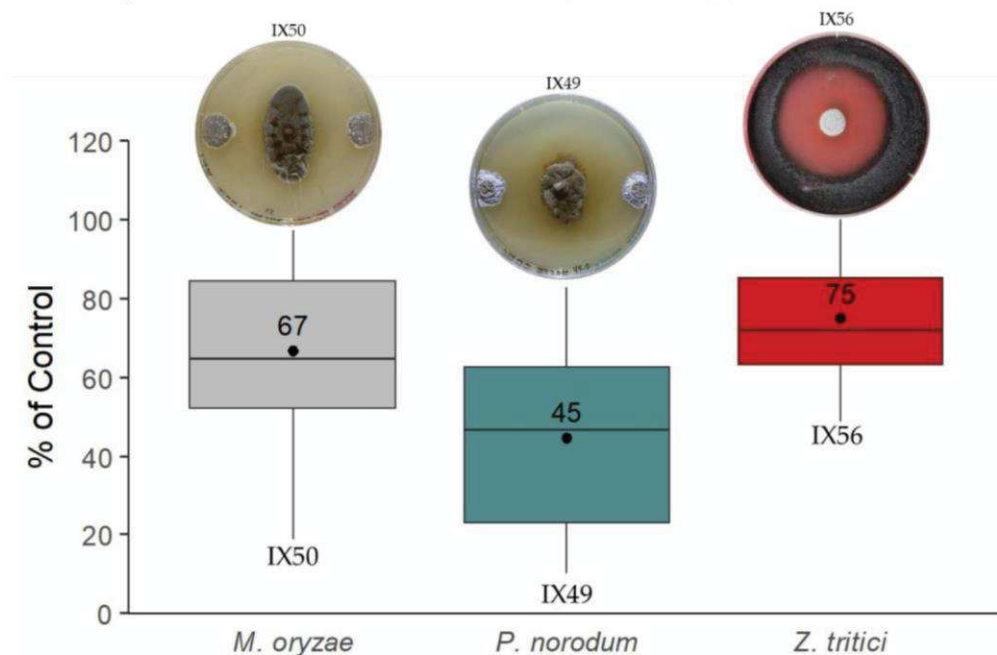 IX50
IX49
IX56
% of Control
120
100
80
60
40
20
0
67
45
75
IX50
IX49
IX56
M. oryzae
P. norodum
Z. tritici